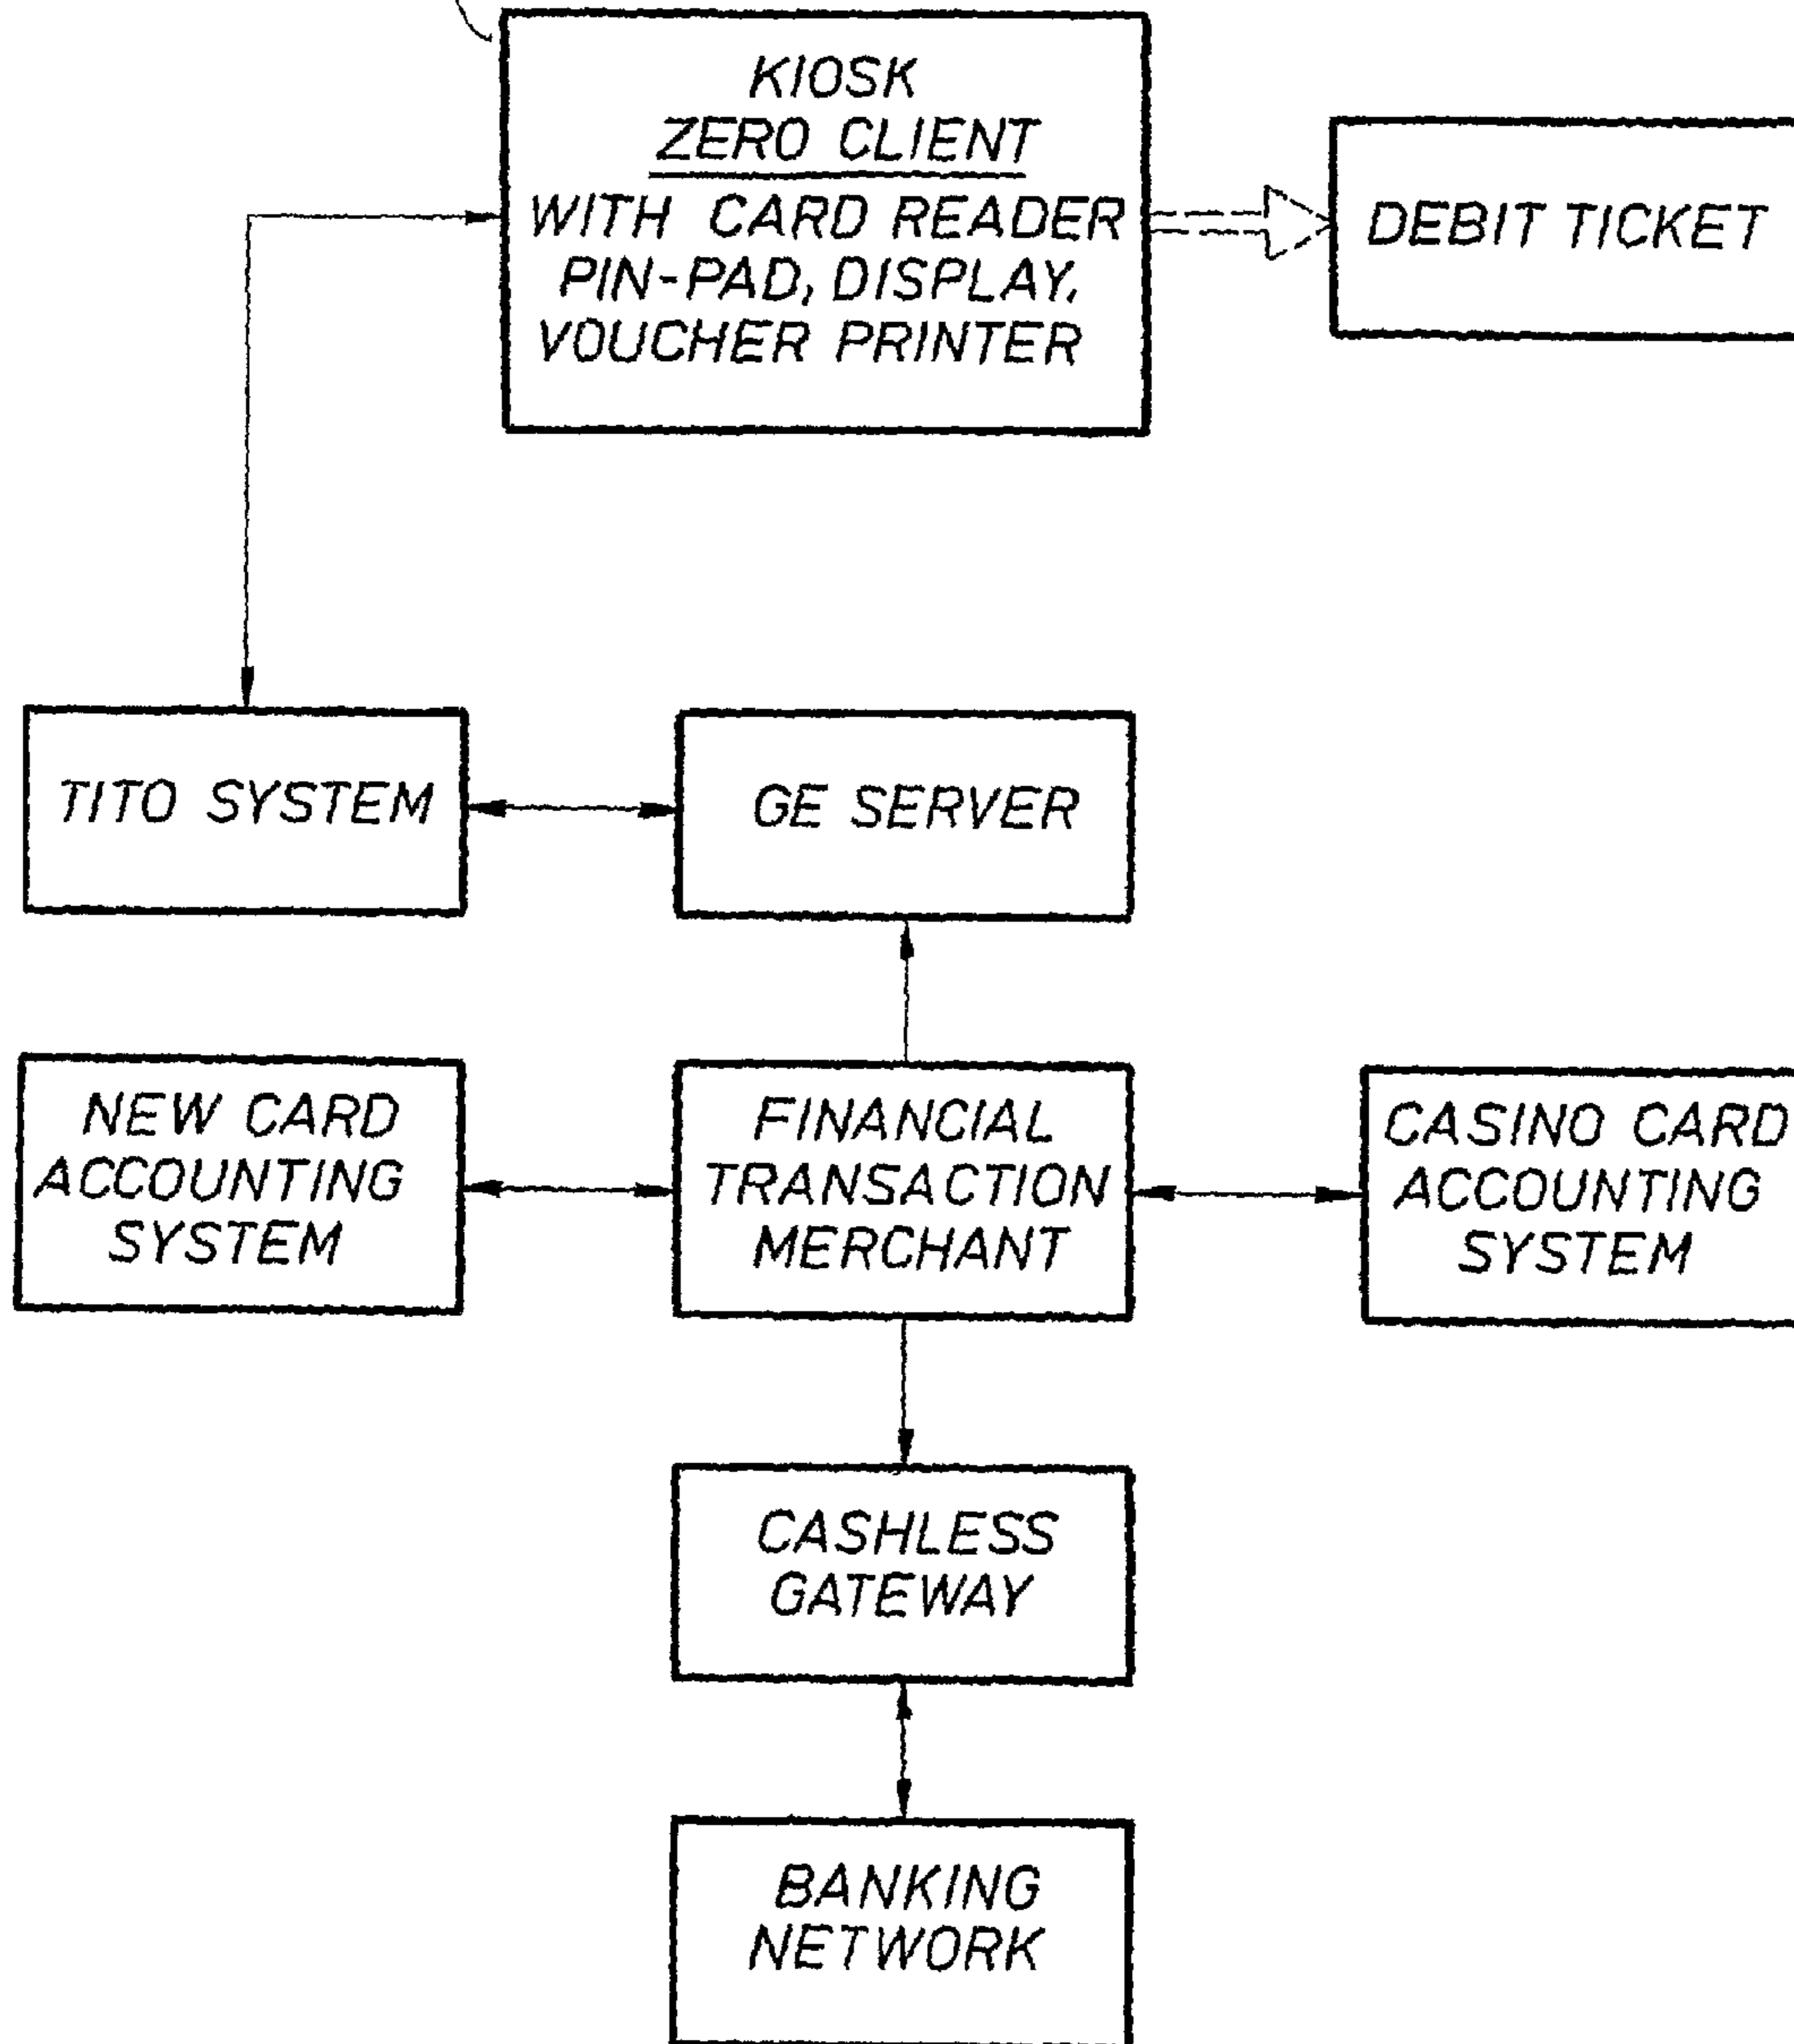 KIOSK
ZERO CLIENT
WITH CARD READER
PIN-PAD, DISPLAY,
VOUCHER PRINTER
DEBIT TICKET
TITO SYSTEM
GE SERVER
NEW CARD
ACCOUNTING
SYSTEM
FINANCIAL
TRANSACTION
MERCHANT
CASINO CARD
ACCOUNTING
SYSTEM
CASHLESS
GATEWAY
BANKING
NETWORK